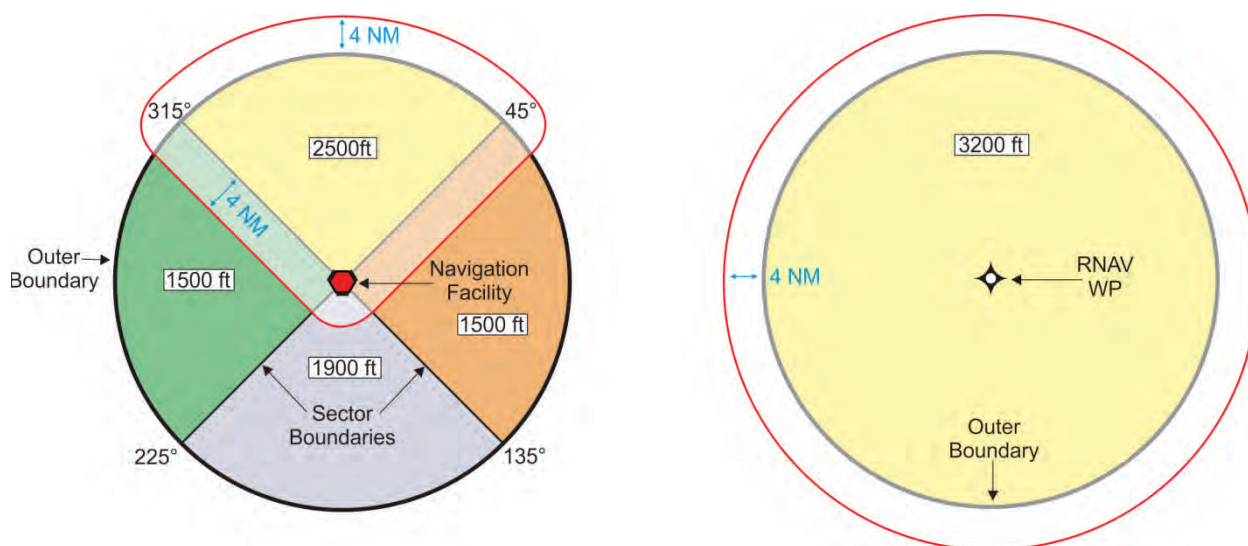 4 NM
315°
45°
2500ft
4 NM
Outer
Boundary
1500 ft
Navigation
Facility
1500 ft
1900 ft
Sector
Boundaries
225°
135°
3200 ft
4 NM
RNAV
WP
Outer
Boundary